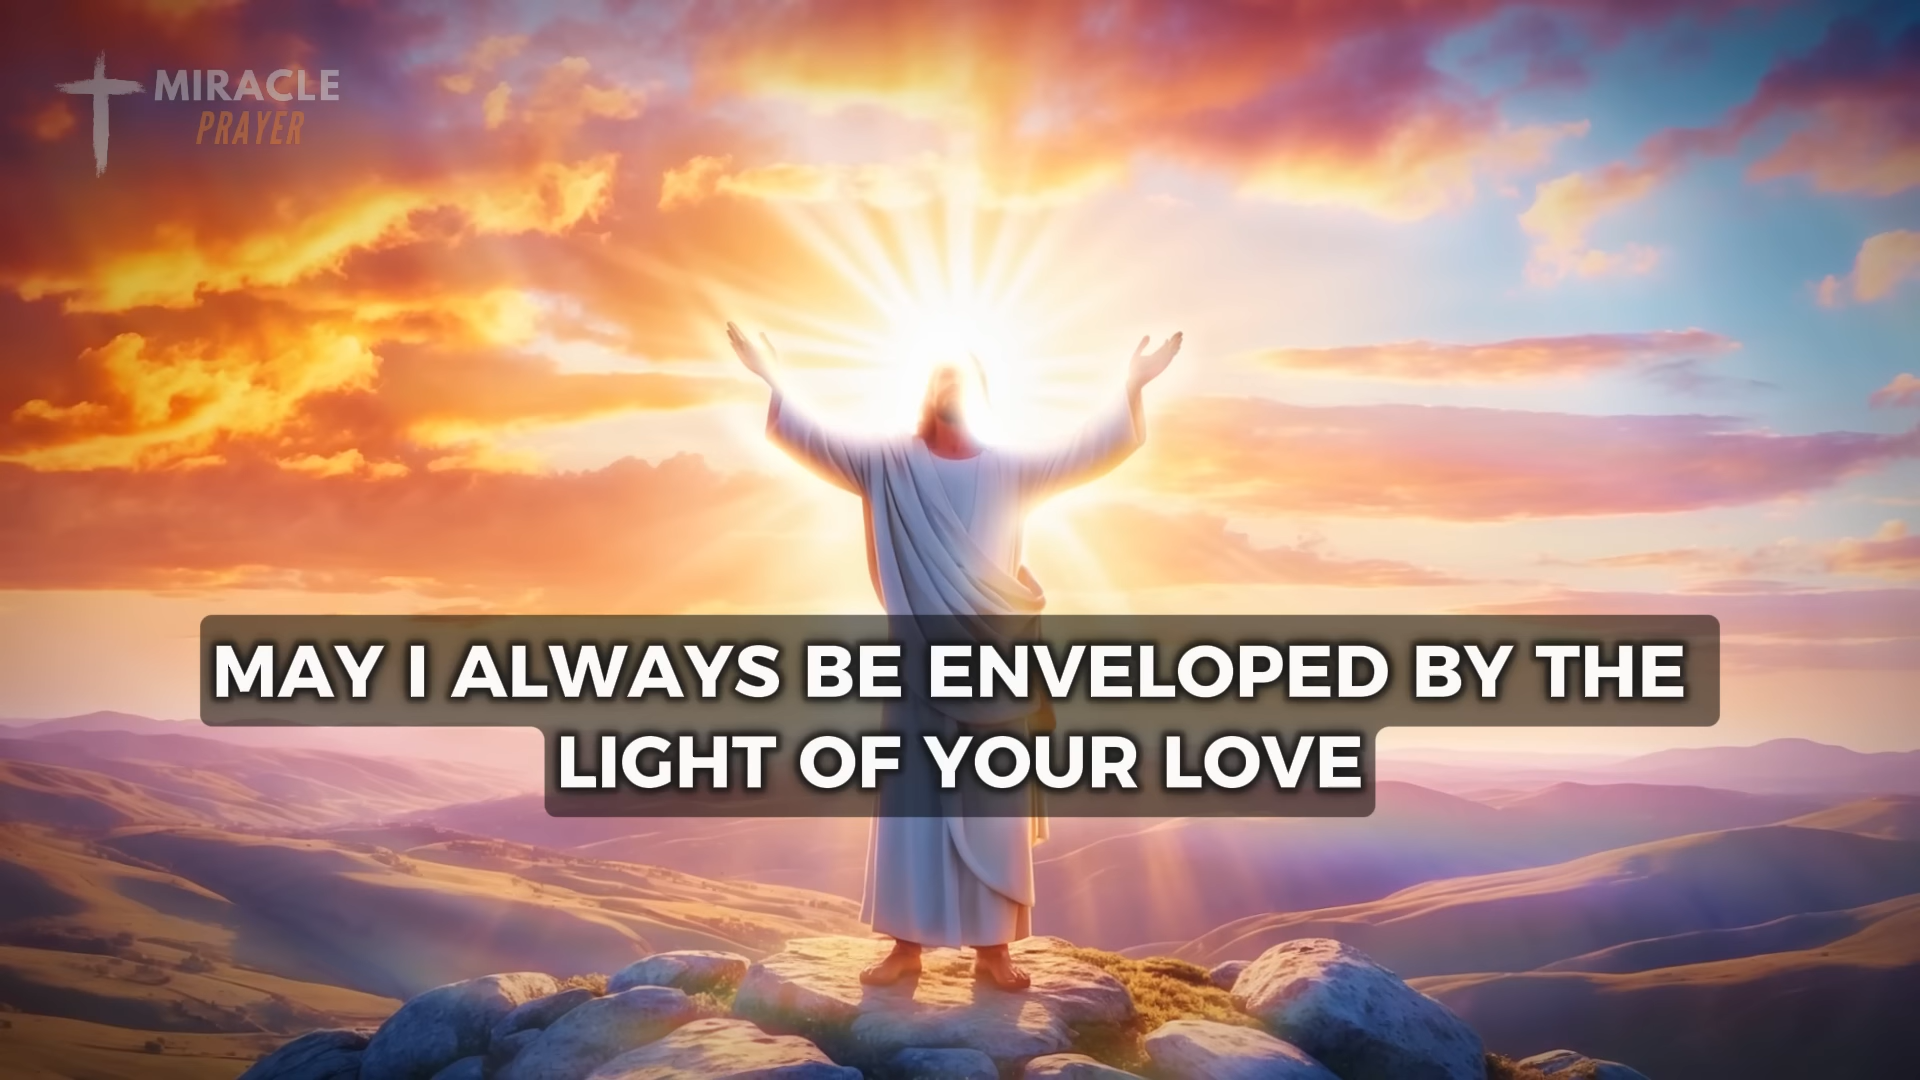 MIRACLE
PRAYER
MAY I ALWAYS BE ENVELOPED BY THE
LIGHT OF YOUR LOVE